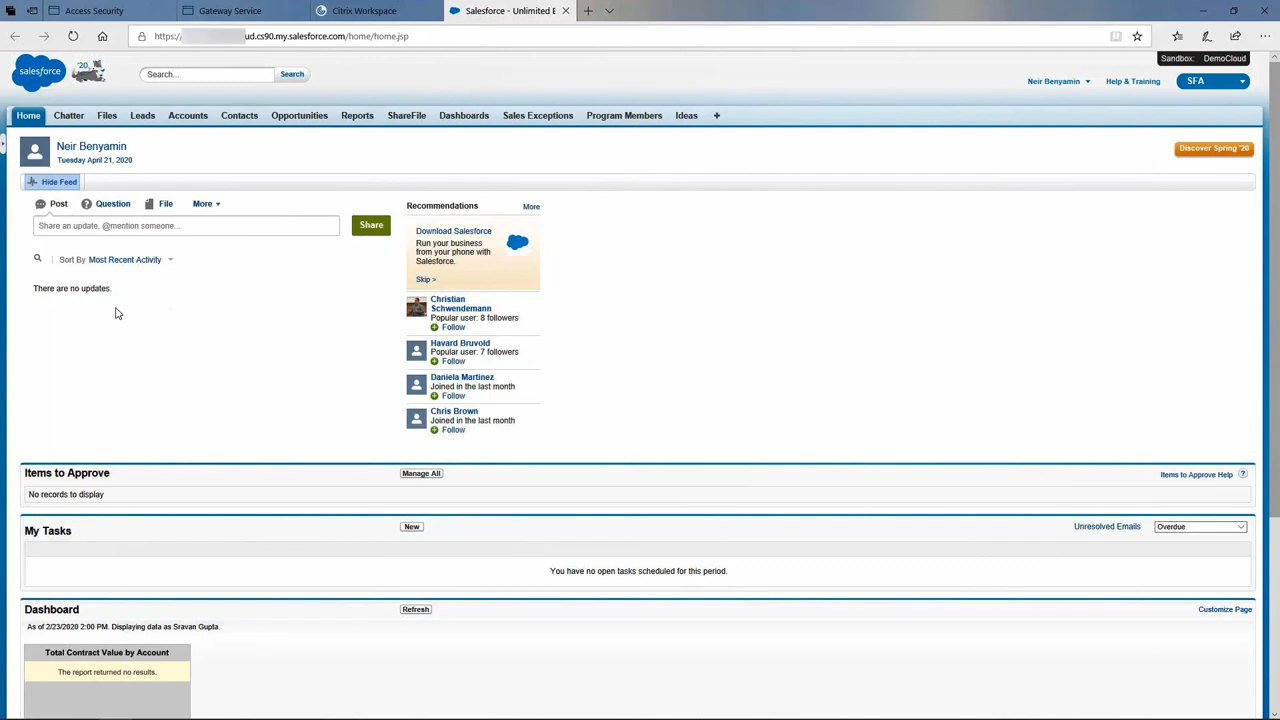 Access Security
Gateway Service
Citrix Workspace
Salesforce - Unlimited E
https://
ud.cs90.my.salesforce.com/home/home.jsp
salesforce
'20
Search...
Search
Sandbox: DemoCloud
Neir Benyamin
Help & Training
SFA
Home
Chatter
Files
Leads
Accounts
Contacts
Opportunities
Reports
ShareFile
Dashboards
Sales Exceptions
Program Members
Ideas
+
Neir Benyamin
Tuesday April 21, 2020
Discover Spring '20
Hide Feed
Post
Question
File
More
Share an update, @mention someone...
Share
Sort By Most Recent Activity
There are no updates.
Recommendations
More
Download Salesforce
Run your business
from your phone with
Salesforce.
Skip >
Christian
Schwendemann
Popular user: 8 followers
Follow
Havard Bruvold
Popular user: 7 followers
Follow
Daniela Martinez
Joined in the last month
Follow
Chris Brown
Joined in the last month
Follow
Items to Approve
Manage All
Items to Approve Help ?
No records to display
My Tasks
New
Unresolved Emails
Overdue
You have no open tasks scheduled for this period.
Dashboard
Refresh
Customize Page
As of 2/23/2020 2:00 PM. Displaying data as Sravan Gupta.
Total Contract Value by Account
The report returned no results.